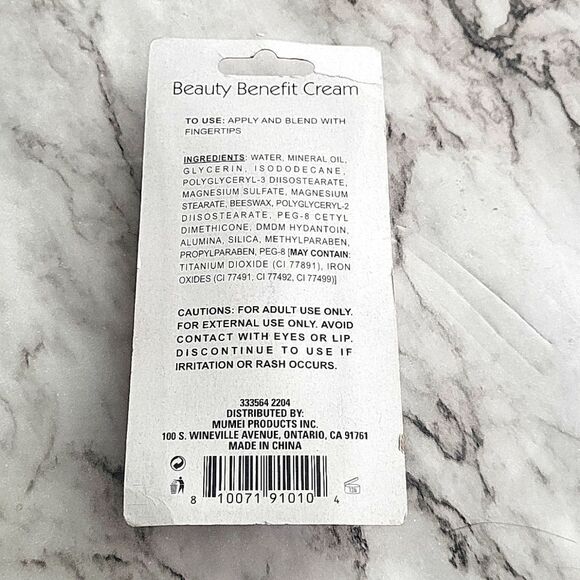 Beauty Benefit Cream
TO USE: APPLY AND BLEND WITH
FINGERTIPS
INGREDIENTS: WATER, MINERAL OIL,
GLYCERIN, ISODODECANE,
POLYGLYCERYL-3 DIISOSTEARATE,
MAGNESIUM SULFATE, MAGNESIUM
STEARATE, BEESWAX, POLYGLYCERYL-2
DIISOSTEARATE, PEG-8 CETYL
DIMETHICONE, DMDM HYDANTOIN,
ALUMINA, SILICA, METHYLPARABEN,
PROPYLPARABEN, PEG-8 [MAY CONTAIN:
TITANIUM DIOXIDE (CI 77891), IRON
OXIDES (CI 77491, CI 77492, CI 77499)]
CAUTIONS: FOR ADULT USE ONLY.
FOR EXTERNAL USE ONLY. AVOID
CONTACT WITH EYES OR LIP.
DISCONTINUE TO USE IF
IRRITATION OR RASH OCCURS.
333564 2204
DISTRIBUTED BY:
MUMEI PRODUCTS INC.
100 S. WINEVILLE AVENUE, ONTARIO, CA 91761
MADE IN CHINA
8 10071 91010 4